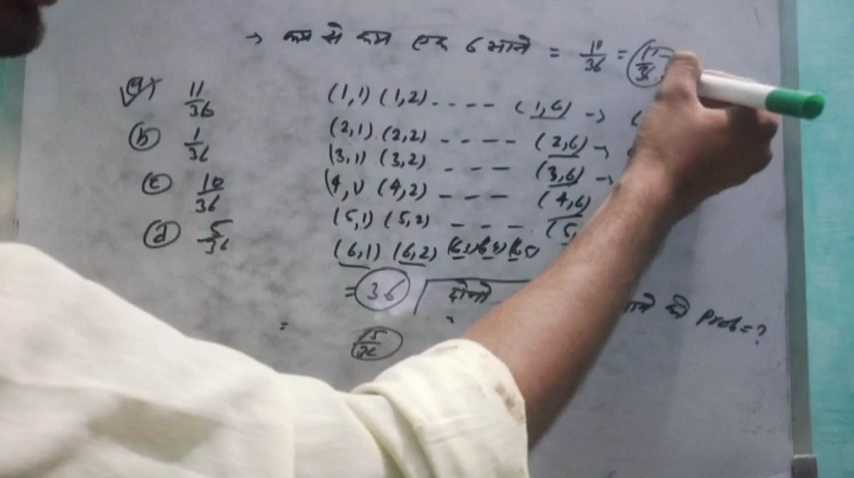 → कम से कम एक 6 आने = 11/36 = 11/36
(a) 11/36
(b) 1/36
(c) 10/36
(d) 5/36
(1,1) (1,2) ---- (1,6) →
(2,1) (2,2) ---- (2,6) →
(3,1) (3,2) ---- (3,6) →
(4,1) (4,2) --- (4,6)
(5,1) (5,2) --- (5,
(6,1) (6,2)
= 36 दोनो
आने की Prob = ?
=